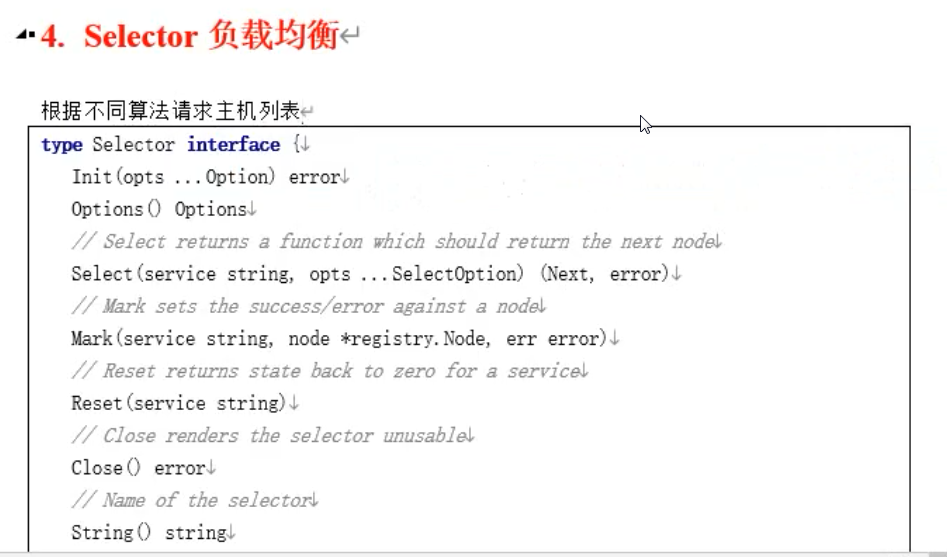 4. Selector 负载均衡
根据不同算法请求主机列表
type Selector interface {
Init(opts ...Option) error
Options() Options
// Select returns a function which should return the next node
Select(service string, opts ...SelectOption) (Next, error)
// Mark sets the success/error against a node
Mark(service string, node *registry.Node, err error)
// Reset returns state back to zero for a service
Reset(service string)
// Close renders the selector unusable
Close() error
// Name of the selector
String() string